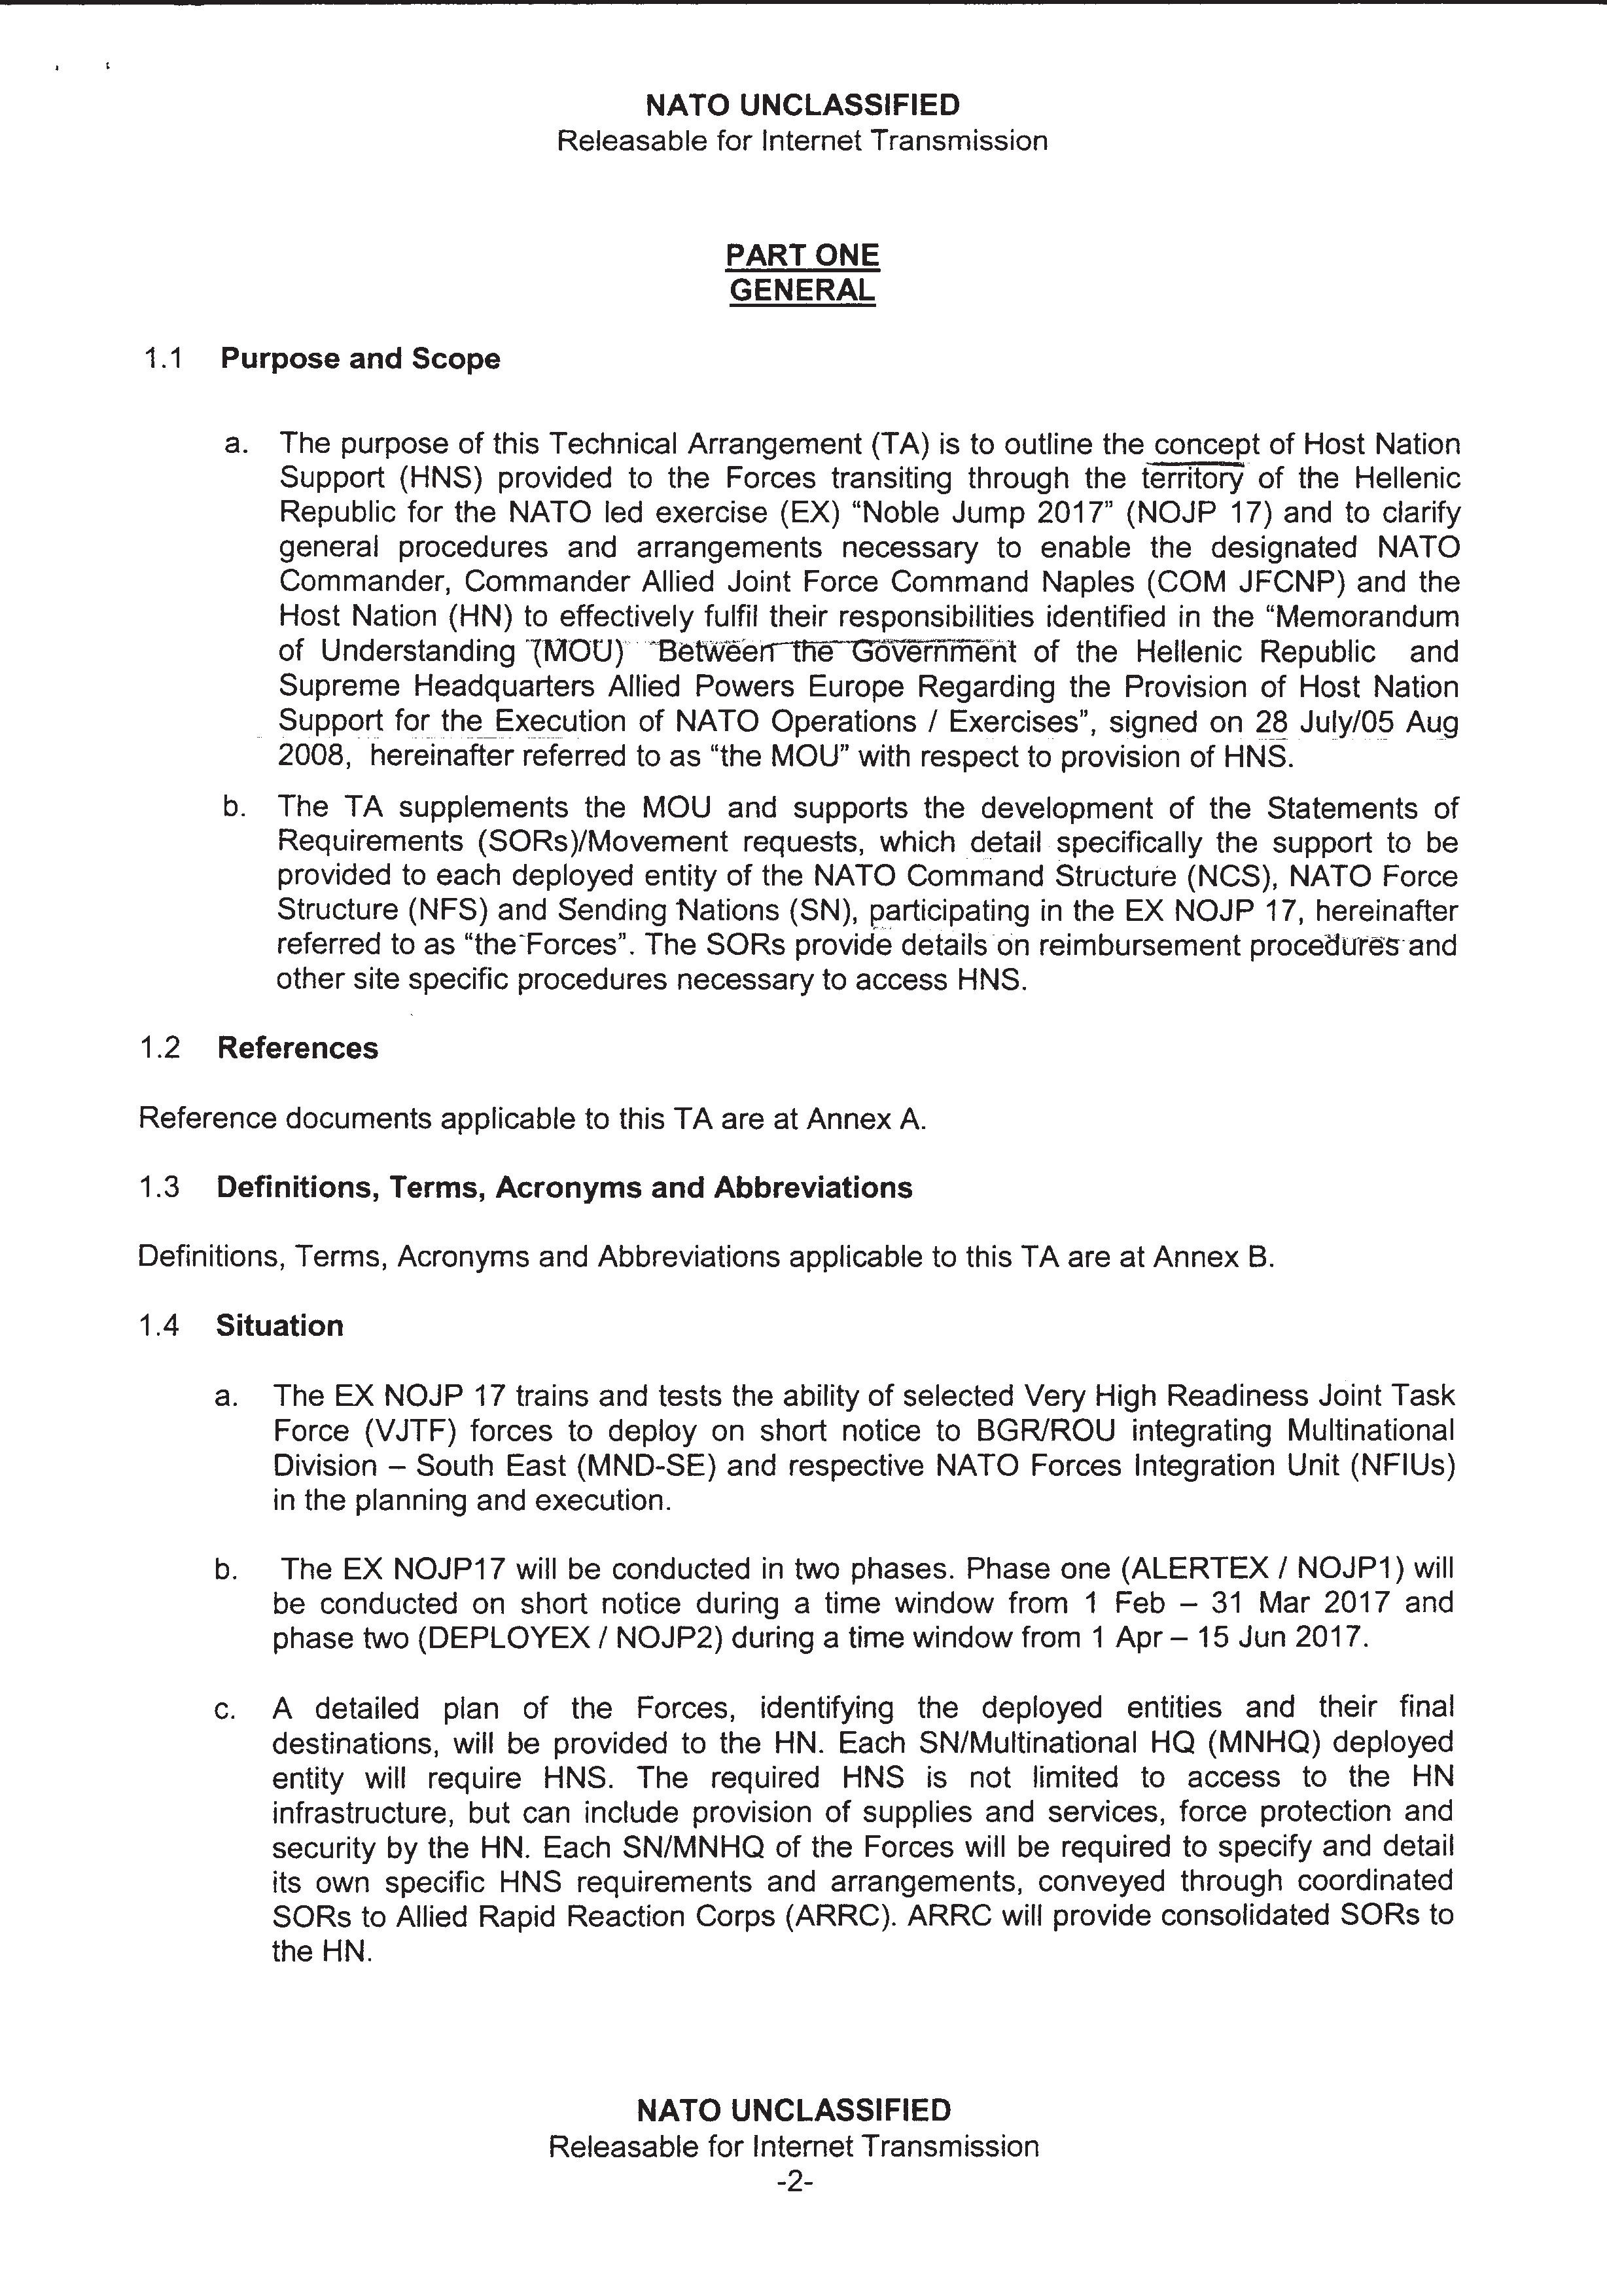 NATO UNCLASSIFIED
Releasable for Internet Transmission
PART ONE
GENERAL
1.1 Purpose and Scope
a. The purpose of this Technical Arrangement (TA) is to outline the concept of Host Nation
Support (HNS) provided to the Forces transiting through the territory of the Hellenic
Republic for the NATO led exercise (EX) “Noble Jump 2017” (NOJP 17) and to clarify
general procedures and arrangements necessary to enable the designated NATO
Commander, Commander Allied Joint Force Command Naples (COM JFCNP) and the
Host Nation (HN) to effectively fulfil their responsibilities identified in the “Memorandum
of Understanding (MOU) Between the Government of the Hellenic Republic and
Supreme Headquarters Allied Powers Europe Regarding the Provision of Host Nation
Support for the Execution of NATO Operations / Exercises”, signed on 28 July/05 Aug
2008, hereinafter referred to as “the MOU” with respect to provision of HNS.
b. The TA supplements the MOU and supports the development of the Statements of
Requirements (SORs)/Movement requests, which detail specifically the support to be
provided to each deployed entity of the NATO Command Structure (NCS), NATO Force
Structure (NFS) and Sending Nations (SN), participating in the EX NOJP 17, hereinafter
referred to as “the Forces”. The SORs provide details on reimbursement procedures and
other site specific procedures necessary to access HNS.
1.2 References
Reference documents applicable to this TA are at Annex A.
1.3 Definitions, Terms, Acronyms and Abbreviations
Definitions, Terms, Acronyms and Abbreviations applicable to this TA are at Annex B.
1.4 Situation
a. The EX NOJP 17 trains and tests the ability of selected Very High Readiness Joint Task
Force (VJTF) forces to deploy on short notice to BGR/ROU integrating Multinational
Division – South East (MND-SE) and respective NATO Forces Integration Unit (NFIUs)
in the planning and execution.
b. The EX NOJP17 will be conducted in two phases. Phase one (ALERTEX / NOJP1) will
be conducted on short notice during a time window from 1 Feb – 31 Mar 2017 and
phase two (DEPLOYEX / NOJP2) during a time window from 1 Apr – 15 Jun 2017.
c. A detailed plan of the Forces, identifying the deployed entities and their final
destinations, will be provided to the HN. Each SN/Multinational HQ (MNHQ) deployed
entity will require HNS. The required HNS is not limited to access to the HN
infrastructure, but can include provision of supplies and services, force protection and
security by the HN. Each SN/MNHQ of the Forces will be required to specify and detail
its own specific HNS requirements and arrangements, conveyed through coordinated
SORs to Allied Rapid Reaction Corps (ARRC). ARRC will provide consolidated SORs to
the HN.
NATO UNCLASSIFIED
Releasable for Internet Transmission
-2-